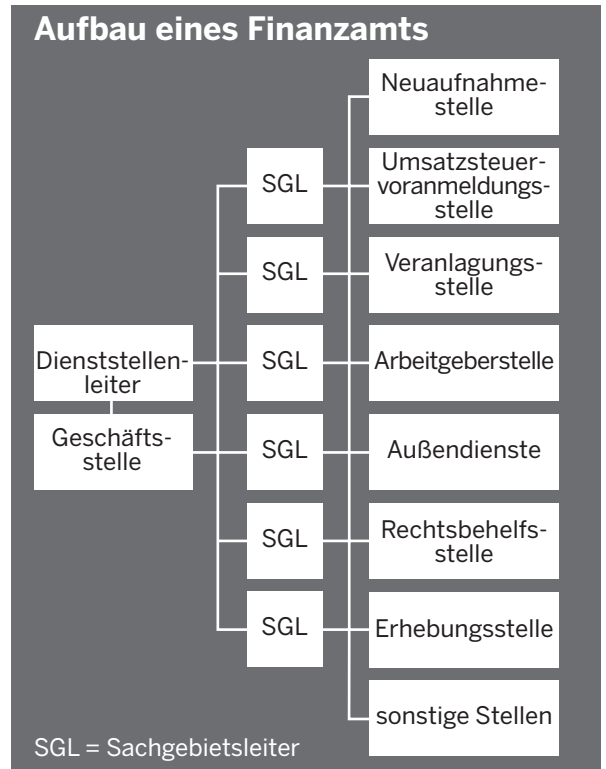 Aufbau eines Finanzamts
Dienststellen-
leiter
Geschäfts-
stelle
SGL
SGL
SGL
SGL
SGL
SGL
Neuaufnahme-
stelle
Umsatzsteuer-
voranmeldungs-
stelle
Veranlagungs-
stelle
Arbeitgeberstelle
Außendienste
Rechtsbehelfs-
stelle
Erhebungsstelle
sonstige Stellen
SGL = Sachgebietsleiter